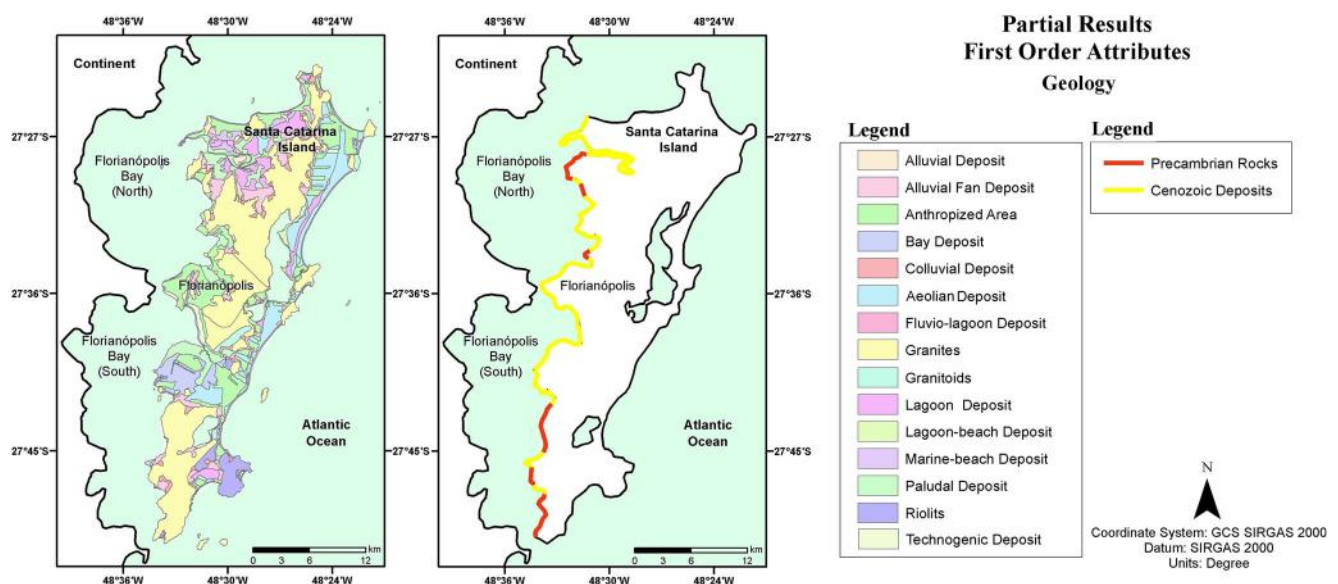 48°36'W 48°30'W 48°24'W
Continent
27°27'S
Santa Catarina
Island
Florianópolis
Bay
(North)
27°36'S
Florianópolis
Florianópolis
Bay
(South)
Atlantic
Ocean
27°45'S
0 3 6 12
km
48°36'W 48°30'W 48°24'W
48°36'W 48°30'W 48°24'W
Continent
27°27'S
Santa Catarina
Island
Florianópolis
Bay
(North)
27°36'S
Florianópolis
Florianópolis
Bay
(South)
Atlantic
Ocean
27°45'S
0 3 6 12
km
48°36'W 48°30'W 48°24'W
Partial Results
First Order Attributes
Geology
Legend
Alluvial Deposit
Alluvial Fan Deposit
Anthropized Area
Bay Deposit
Colluvial Deposit
Aeolian Deposit
Fluvio-lagoon Deposit
Granites
Granitoids
Lagoon Deposit
Lagoon-beach Deposit
Marine-beach Deposit
Paludal Deposit
Riolits
Technogenic Deposit
Legend
Precambrian Rocks
Cenozoic Deposits
N
Coordinate System: GCS SIRGAS 2000
Datum: SIRGAS 2000
Units: Degree